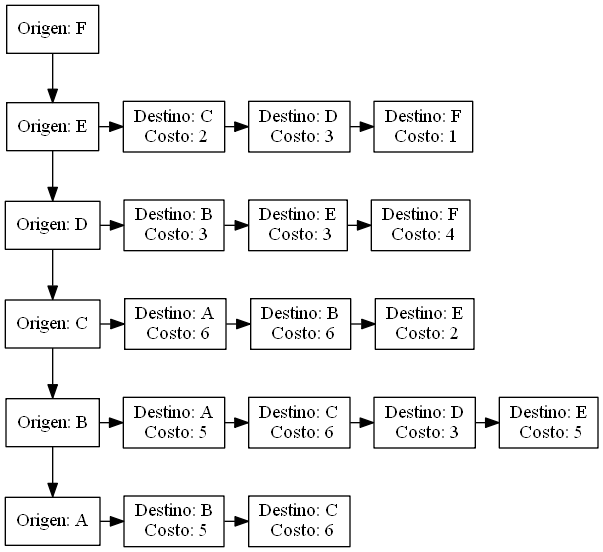 Origen: F
Origen: E
Destino: C
Costo: 2
Destino: D
Costo: 3
Destino: F
Costo: 1
Origen: D
Destino: B
Costo: 3
Destino: E
Costo: 3
Destino: F
Costo: 4
Origen: C
Destino: A
Costo: 6
Destino: B
Costo: 6
Destino: E
Costo: 2
Origen: B
Destino: A
Costo: 5
Destino: C
Costo: 6
Destino: D
Costo: 3
Destino: E
Costo: 5
Origen: A
Destino: B
Costo: 5
Destino: C
Costo: 6